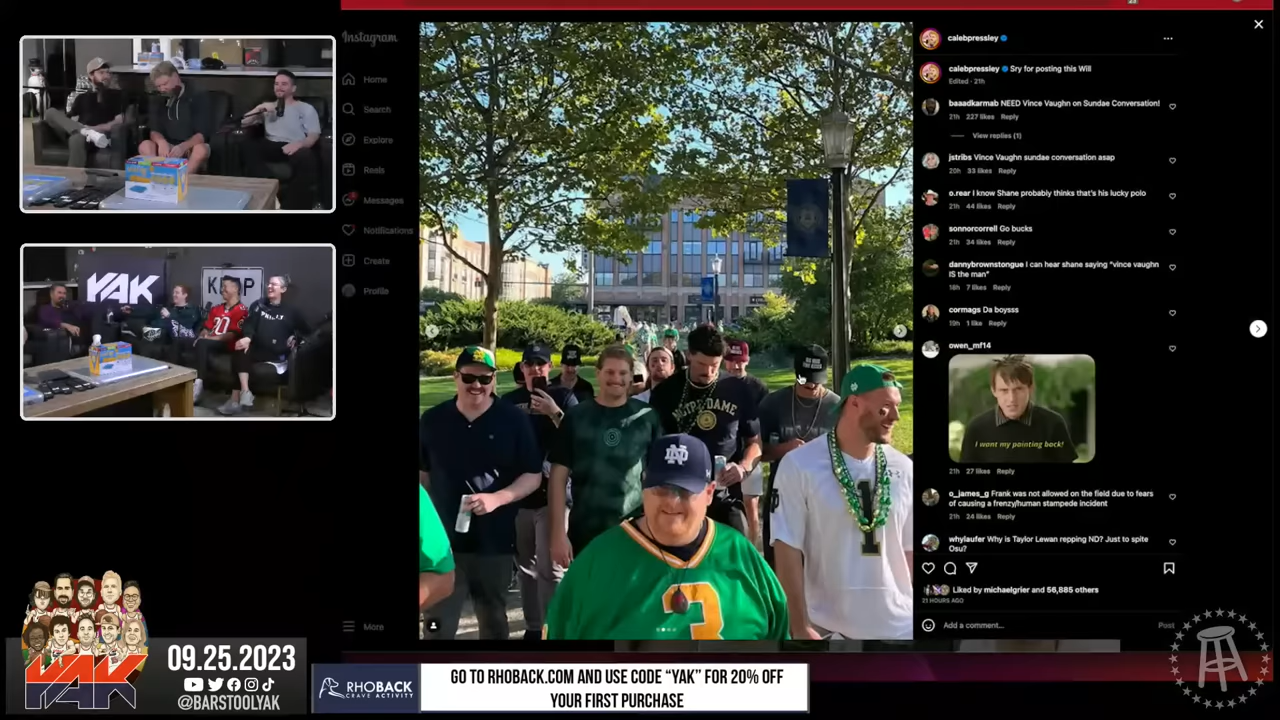 Instagram
Home
Search
Explore
Reels
Messages
Notifications
Create
Profile
More
YAK
KEEP
20
PHILLY
NOTRE DAME
ND
3
1
calebpressley
calebpressley Sry for posting this Will
Edited · 21h
baaadkarmab NEED Vince Vaughn on Sundae Conversation!
21h 227 likes Reply
View replies (1)
jstribs Vince Vaughn sundae conversation asap
20h 33 likes Reply
o.rear I know Shane probably thinks that's his lucky polo
21h 44 likes Reply
sonnorcorrell Go bucks
21h 34 likes Reply
dannybrownstongue I can hear shane saying "vince vaughn
IS the man"
18h 7 likes Reply
cormags Da boysss
19h 1 like Reply
owen_mf14
I want my painting back!
21h 27 likes Reply
o_james_g Frank was not allowed on the field due to fears
of causing a frenzy/human stampede incident
21h 24 likes Reply
whylaufer Why is Taylor Lewan repping ND? Just to spite
Osu?
Liked by michaelgrier and 56,885 others
21 HOURS AGO
Add a comment...
Post
YAK
09.25.2023
@BARSTOOLYAK
RHOBACK
CRAVE ACTIVITY
GO TO RHOBACK.COM AND USE CODE "YAK" FOR 20% OFF
YOUR FIRST PURCHASE